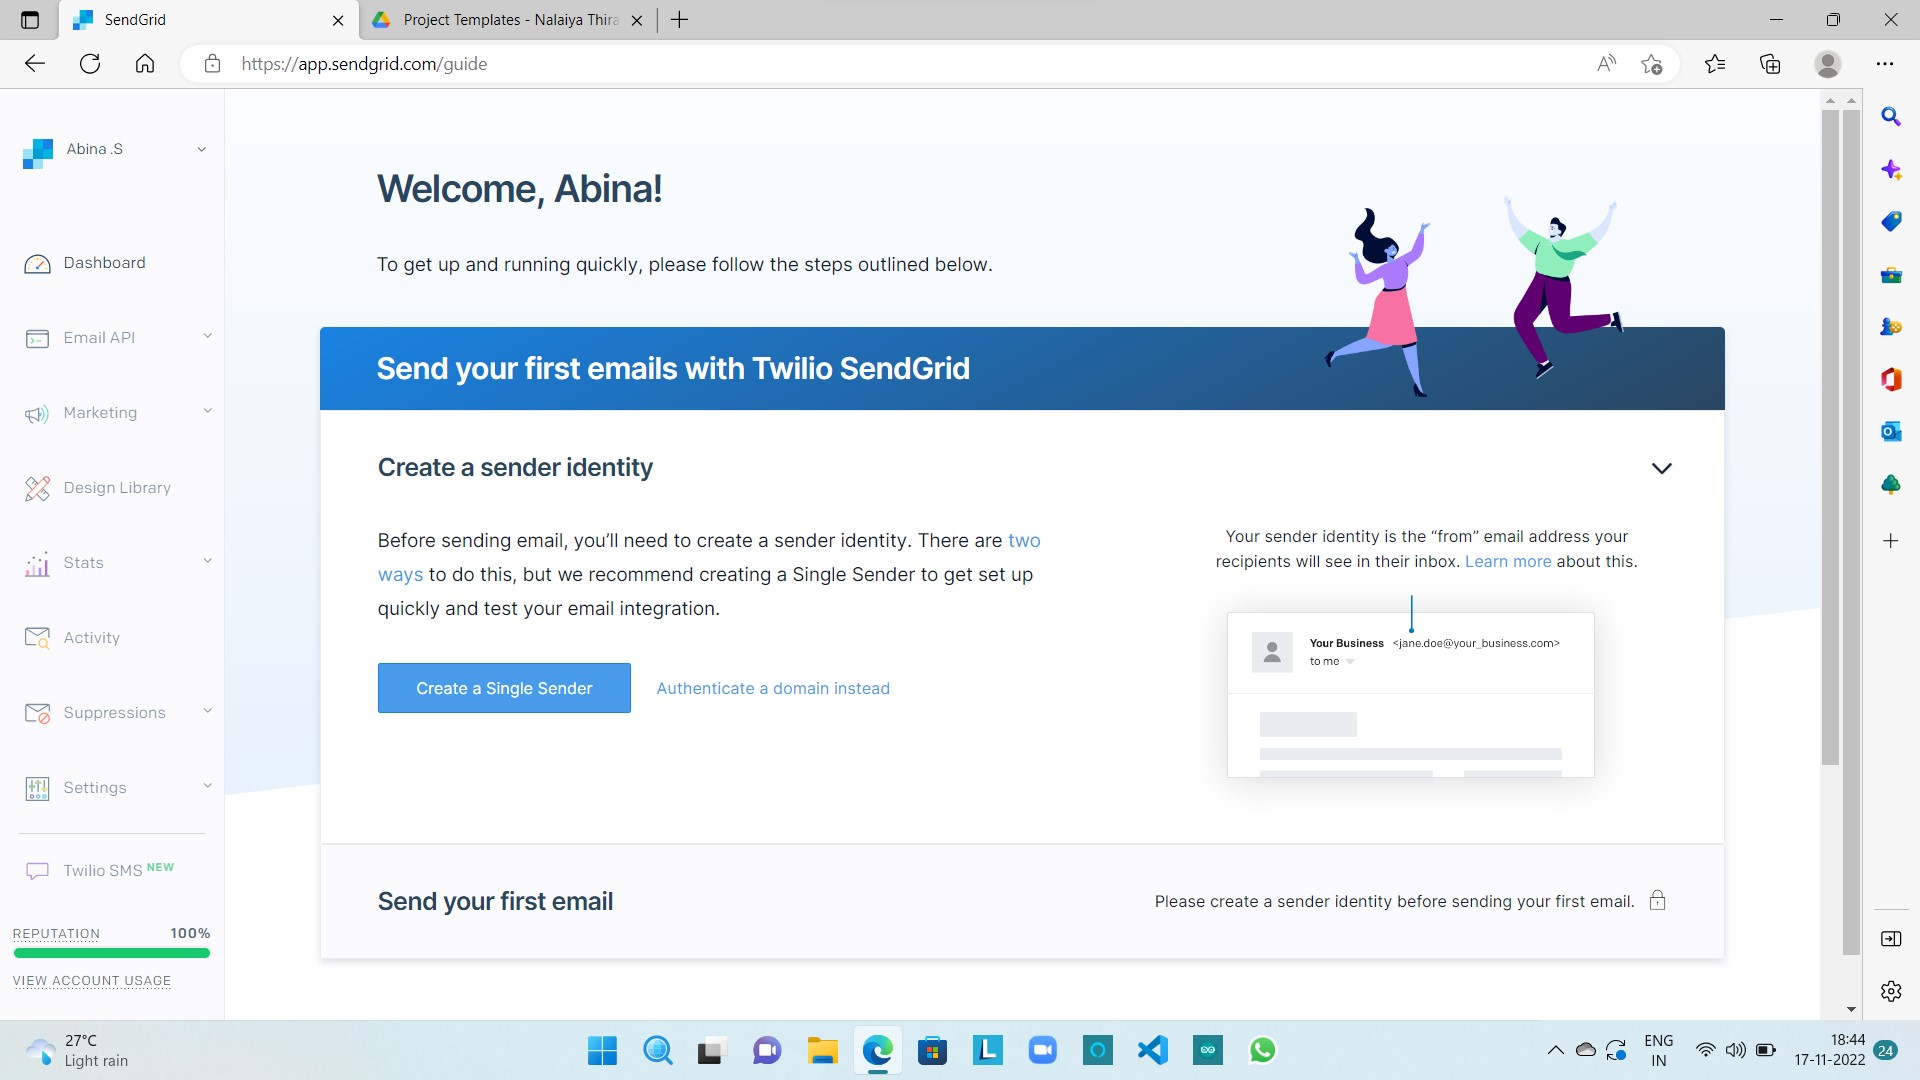 SendGrid
Project Templates - Nalaiya Thira
https://app.sendgrid.com/guide
Abina .S
Dashboard
Email API
Marketing
Design Library
Stats
Activity
Suppressions
Settings
Twilio SMS NEW
REPUTATION 100%
VIEW ACCOUNT USAGE
Welcome, Abina!
To get up and running quickly, please follow the steps outlined below.
Send your first emails with Twilio SendGrid
Create a sender identity
Before sending email, you’ll need to create a sender identity. There are two
ways to do this, but we recommend creating a Single Sender to get set up
quickly and test your email integration.
Create a Single Sender
Authenticate a domain instead
Your sender identity is the “from” email address your
recipients will see in their inbox. Learn more about this.
Your Business <jane.doe@your_business.com>
to me
Send your first email
Please create a sender identity before sending your first email.
27°C
Light rain
ENG
IN
18:44
17-11-2022
24